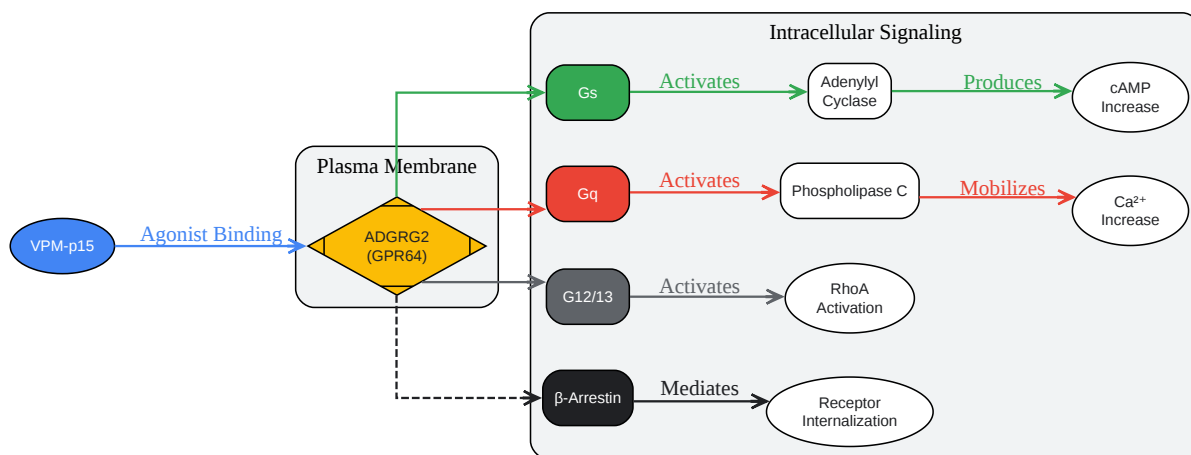 Intracellular Signaling
Gs
Activates
Adenylyl
Cyclase
Produces
cAMP
Increase
Plasma Membrane
Gq
Activates
Phospholipase C
Mobilizes
Ca²⁺
Increase
VPM-p15
Agonist Binding
ADGRG2
(GPR64)
G12/13
Activates
RhoA
Activation
β-Arrestin
Mediates
Receptor
Internalization